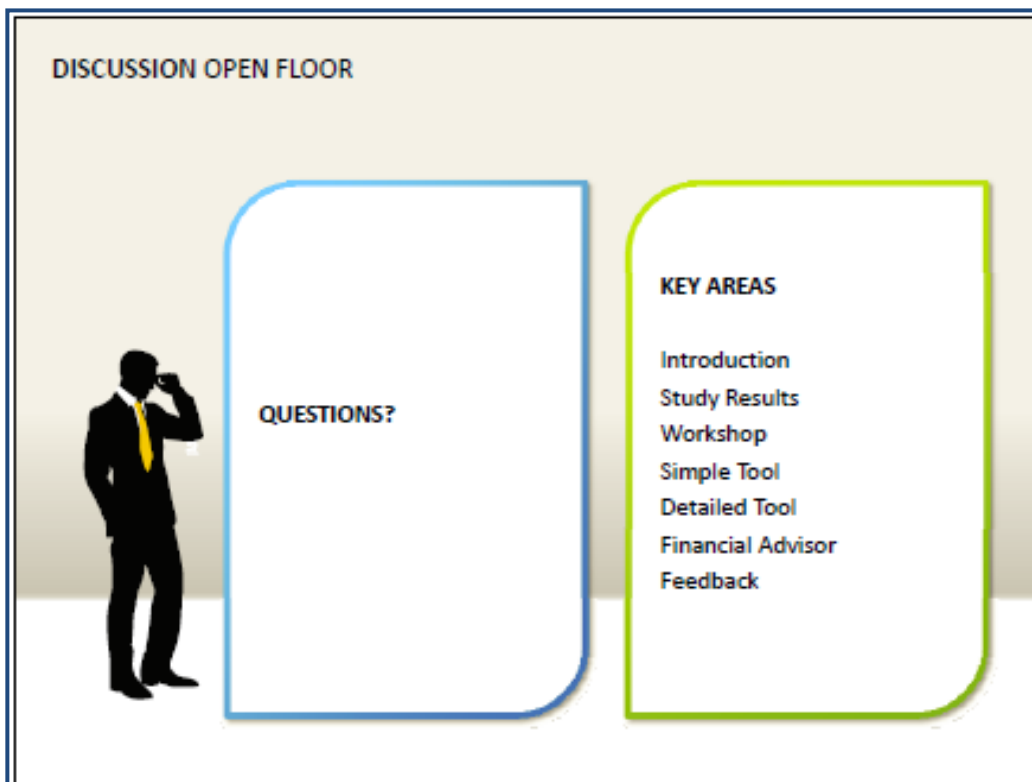 DISCUSSION OPEN FLOOR
QUESTIONS?
KEY AREAS
Introduction
Study Results
Workshop
Simple Tool
Detailed Tool
Financial Advisor
Feedback